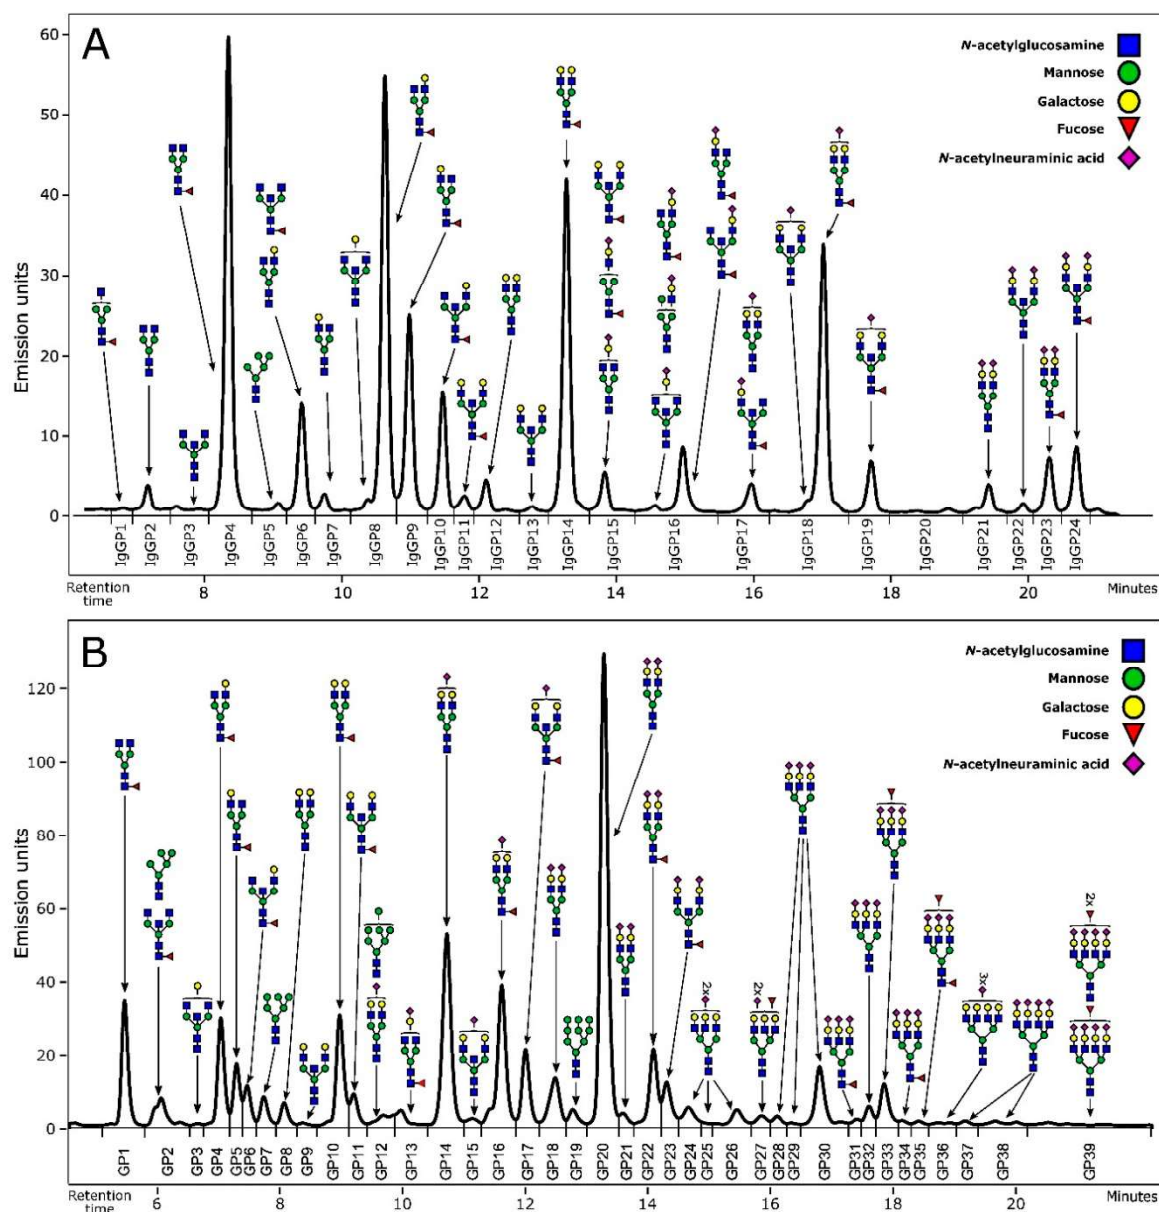 A
N-acetylglucosamine
Mannose
Galactose
Fucose
N-acetylneuraminic acid
Emission units
60
50
40
30
20
10
0
IgGP1
IgGP2
IgGP3
IgGP4
IgGP5
IgGP6
IgGP7
IgGP8
IgGP9
IgGP10
IgGP11
IgGP12
IgGP13
IgGP14
IgGP15
IgGP16
IgGP17
IgGP18
IgGP19
IgGP20
IgGP21
IgGP22
IgGP23
IgGP24
Retention time
8 10 12 14 16 18 20
Minutes
B
N-acetylglucosamine
Mannose
Galactose
Fucose
N-acetylneuraminic acid
Emission units
120
100
80
60
40
20
0
2x
2x
3x
2x
GP1
GP2
GP3
GP4
GP5
GP6
GP7
GP8
GP9
GP10
GP11
GP12
GP13
GP14
GP15
GP16
GP17
GP18
GP19
GP20
GP21
GP22
GP23
GP24
GP25
GP26
GP27
GP28
GP29
GP30
GP31
GP32
GP33
GP34
GP35
GP36
GP37
GP38
GP39
Retention time
6 8 10 12 14 16 18 20
Minutes